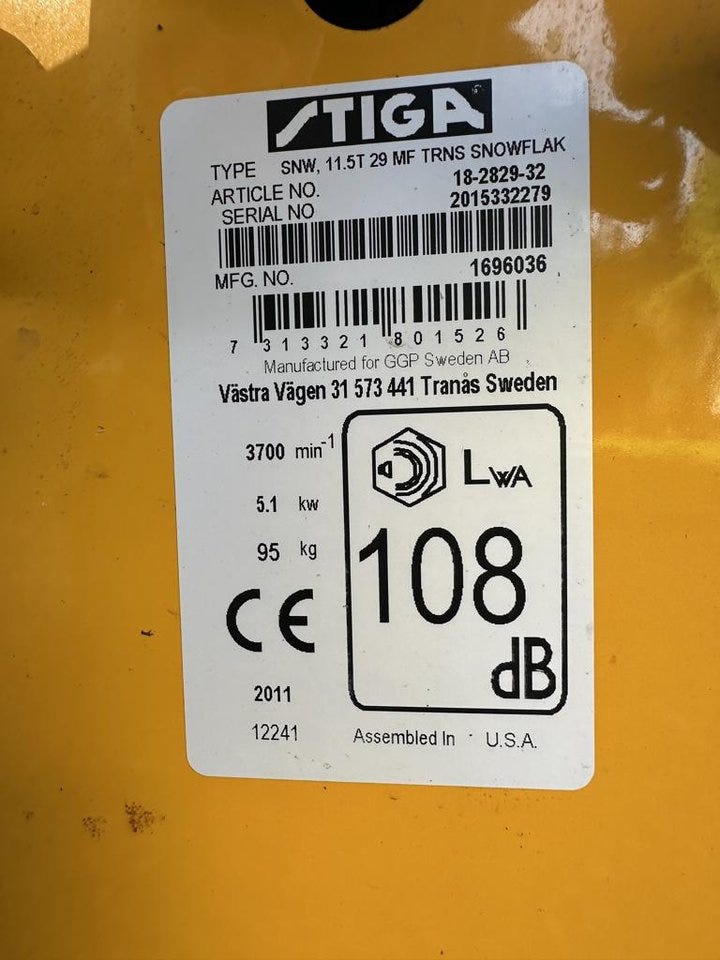 STIGA
TYPE SNW, 11.5T 29 MF TRNS SNOWFLAK
ARTICLE NO. 18-2829-32
SERIAL NO 2015332279
MFG. NO. 1696036
7 313321 801526
Manufactured for GGP Sweden AB
Västra Vägen 31 573 441 Tranås Sweden
3700 min-1
LWA
5.1 kw
95 kg
108
dB
CE
2011
12241
Assembled In U.S.A.